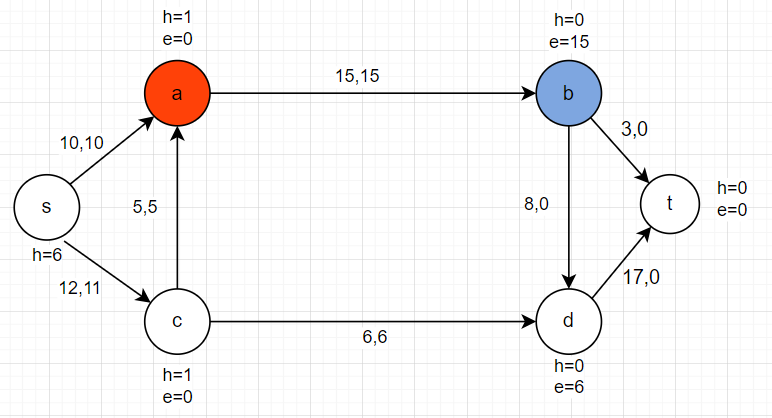 h=1
e=0
h=0
e=15
a
15,15
b
10,10
3,0
s
5,5
8,0
t
h=0
e=0
h=6
12,11
17,0
c
6,6
d
h=1
e=0
h=0
e=6